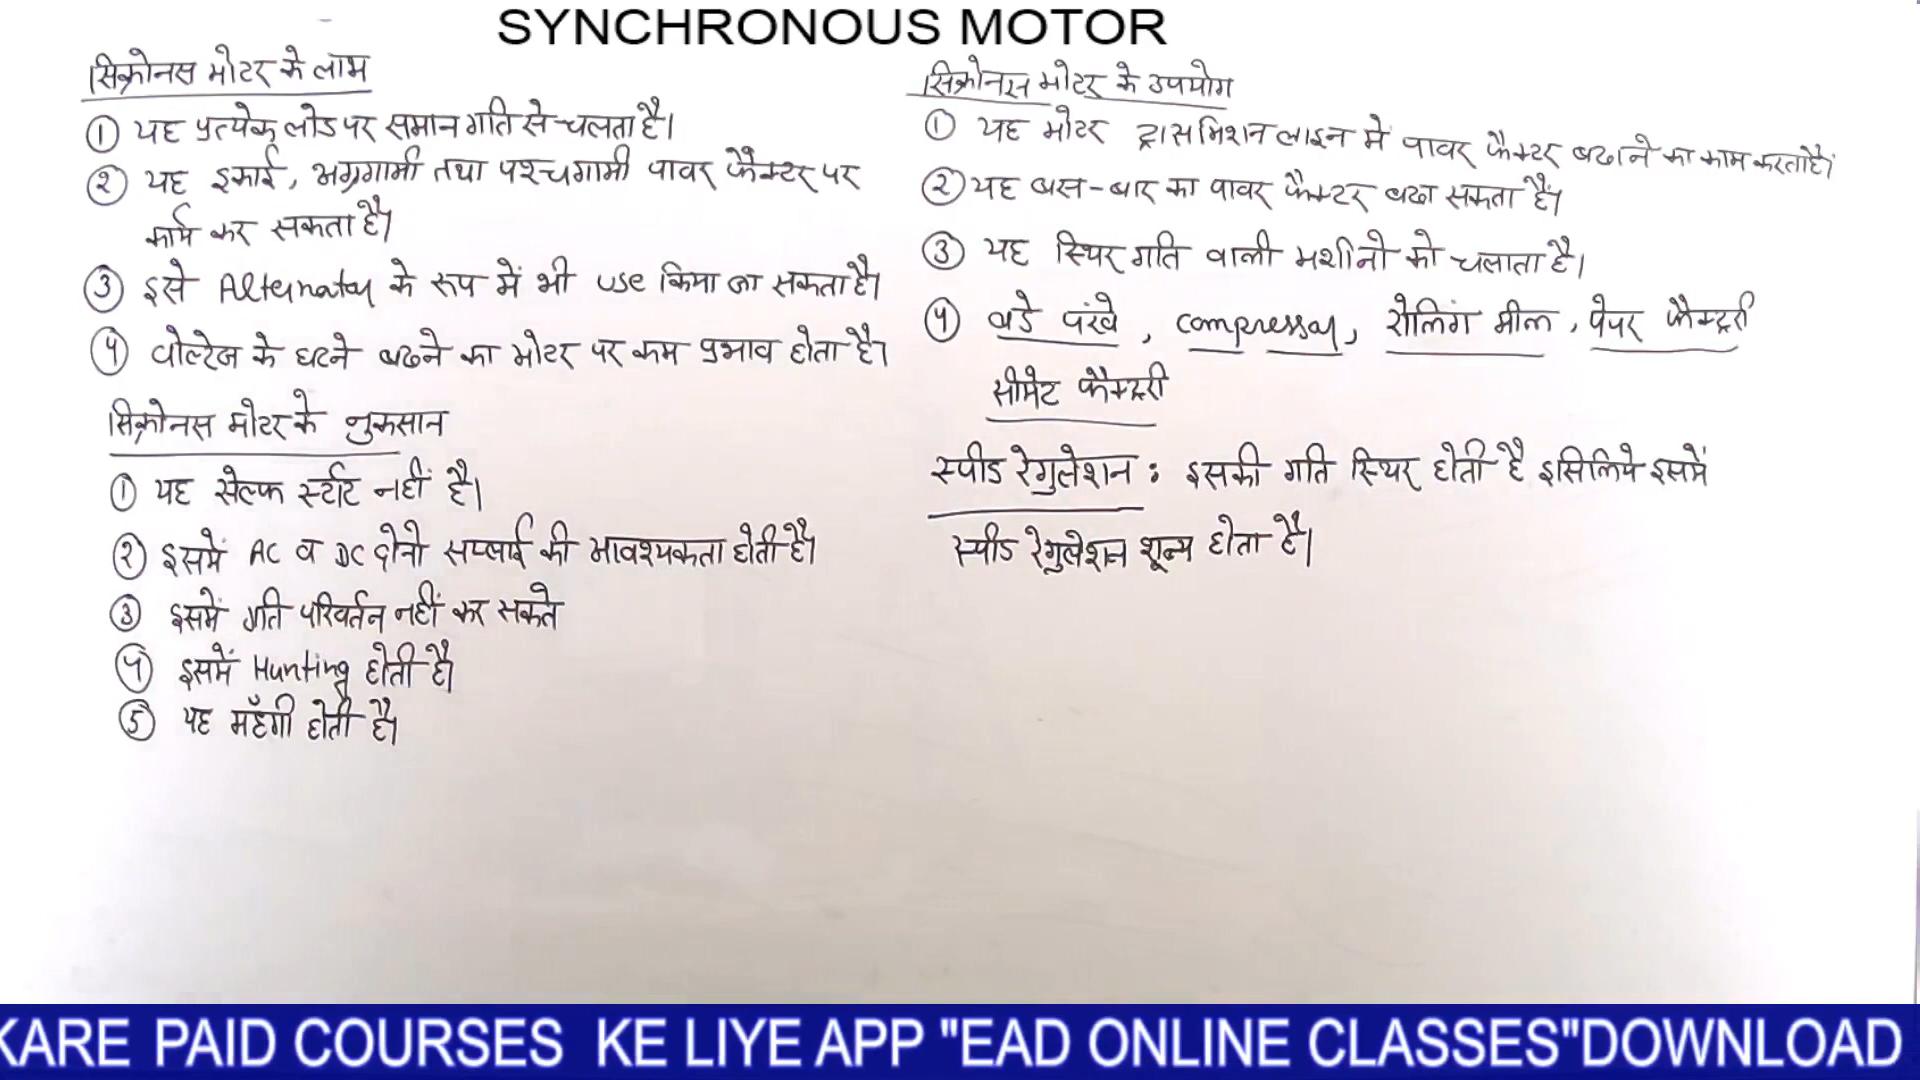 SYNCHRONOUS MOTOR
सिक्रोनस मोटर के लाभ
① यह प्रत्येक लोड पर समान गति से चलता है।
② यह इकाई, अग्रगामी तथा पश्चगामी पावर फैक्टर पर
कार्य कर सकता है।
③ इसे Alternator के रूप में भी use किया जा सकता है।
④ वोल्टेज के घटने बढने का मोटर पर कम प्रभाव होता है।
सिक्रोनस मोटर के नुकसान
① यह सेल्फ स्टार्ट नहीं है।
② इसमें AC व DC दोनो सप्लाई की आवश्यकता होती है।
③ इसमें गति परिवर्तन नहीं कर सकते
④ इसमें Hunting होती है।
⑤ यह महँगी होती है।
सिक्रोनस मोटर के उपयोग
① यह मोटर ट्रासमिशन लाइन मे पावर फैक्टर बढाने का काम करता है।
② यह बस-बार का पावर फैक्टर बढा सकता है।
③ यह स्थिर गति वाली मशीनो को चलाता है।
④ बडे पंखे, compressor, रोलिंग मील, पेपर फैक्ट्री
सीमेंट फैक्ट्री
स्पीड रेगुलेशन : इसकी गति स्थिर होती है इसिलिये इसमें
स्पीड रेगुलेशन शून्य होता है।
KARE PAID COURSES KE LIYE APP "EAD ONLINE CLASSES"DOWNLOAD